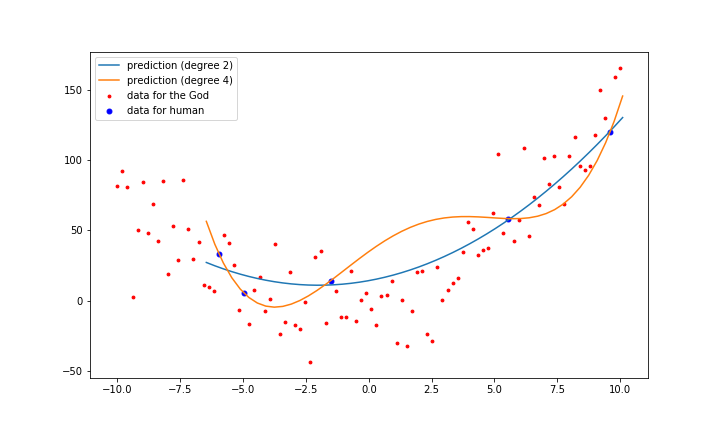 prediction (degree 2)
prediction (degree 4)
data for the God
data for human
150
100
50
0
−50
−10.0 −7.5 −5.0 −2.5 0.0 2.5 5.0 7.5 10.0